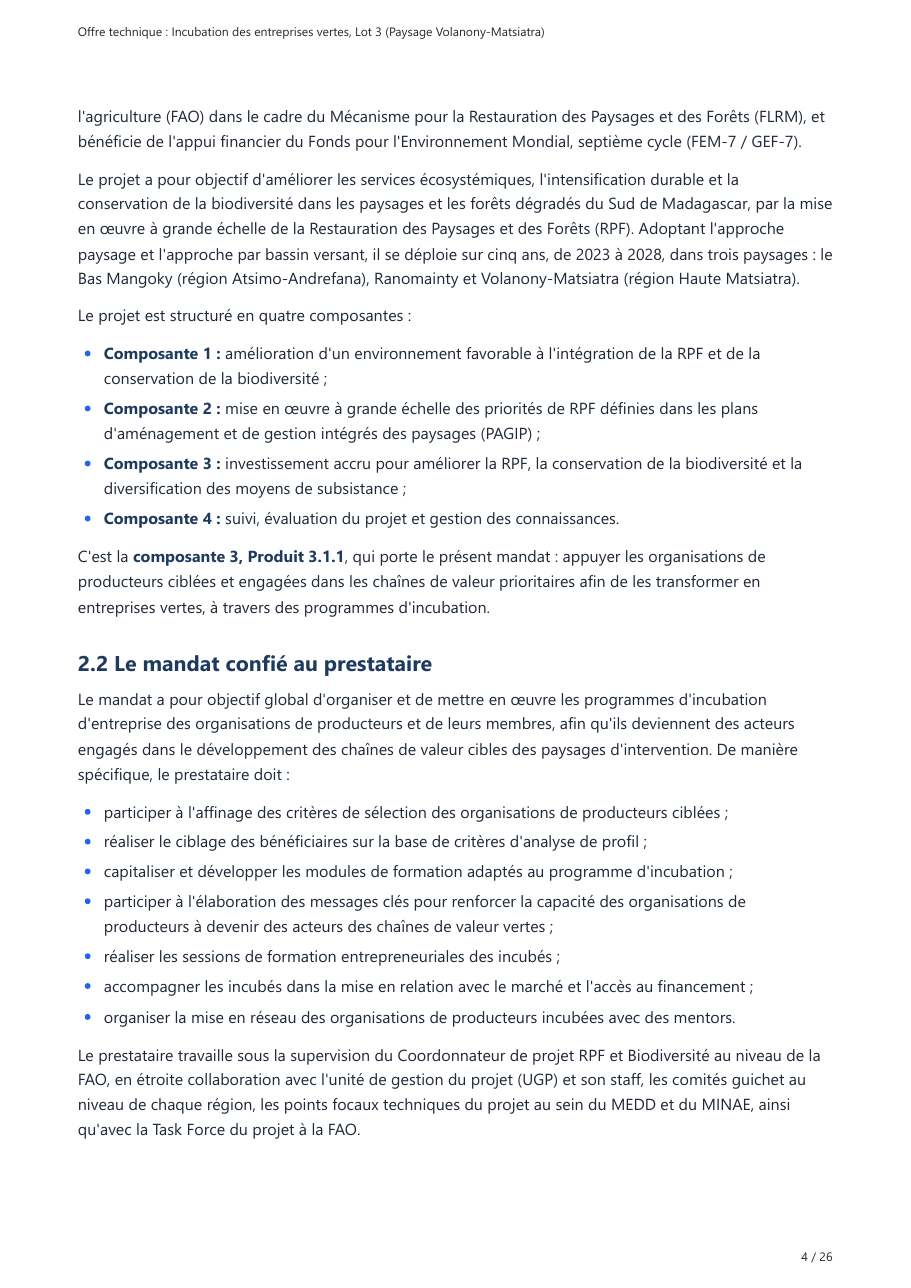 Offre technique : Incubation des entreprises vertes, Lot 3 (Paysage Volanony-Matsiatra)
l'agriculture (FAO) dans le cadre du Mécanisme pour la Restauration des Paysages et des Forêts (FLRM), et
bénéficie de l'appui financier du Fonds pour l'Environnement Mondial, septième cycle (FEM-7 / GEF-7).
Le projet a pour objectif d'améliorer les services écosystémiques, l'intensification durable et la
conservation de la biodiversité dans les paysages et les forêts dégradés du Sud de Madagascar, par la mise
en œuvre à grande échelle de la Restauration des Paysages et des Forêts (RPF). Adoptant l'approche
paysage et l'approche par bassin versant, il se déploie sur cinq ans, de 2023 à 2028, dans trois paysages : le
Bas Mangoky (région Atsimo-Andrefana), Ranomainty et Volanony-Matsiatra (région Haute Matsiatra).
Le projet est structuré en quatre composantes :
• Composante 1 : amélioration d'un environnement favorable à l'intégration de la RPF et de la
conservation de la biodiversité ;
• Composante 2 : mise en œuvre à grande échelle des priorités de RPF définies dans les plans
d'aménagement et de gestion intégrés des paysages (PAGIP) ;
• Composante 3 : investissement accru pour améliorer la RPF, la conservation de la biodiversité et la
diversification des moyens de subsistance ;
• Composante 4 : suivi, évaluation du projet et gestion des connaissances.
C'est la composante 3, Produit 3.1.1, qui porte le présent mandat : appuyer les organisations de
producteurs ciblées et engagées dans les chaînes de valeur prioritaires afin de les transformer en
entreprises vertes, à travers des programmes d'incubation.
2.2 Le mandat confié au prestataire
Le mandat a pour objectif global d'organiser et de mettre en œuvre les programmes d'incubation
d'entreprise des organisations de producteurs et de leurs membres, afin qu'ils deviennent des acteurs
engagés dans le développement des chaînes de valeur cibles des paysages d'intervention. De manière
spécifique, le prestataire doit :
• participer à l'affinage des critères de sélection des organisations de producteurs ciblées ;
• réaliser le ciblage des bénéficiaires sur la base de critères d'analyse de profil ;
• capitaliser et développer les modules de formation adaptés au programme d'incubation ;
• participer à l'élaboration des messages clés pour renforcer la capacité des organisations de
producteurs à devenir des acteurs des chaînes de valeur vertes ;
• réaliser les sessions de formation entrepreneuriales des incubés ;
• accompagner les incubés dans la mise en relation avec le marché et l'accès au financement ;
• organiser la mise en réseau des organisations de producteurs incubées avec des mentors.
Le prestataire travaille sous la supervision du Coordonnateur de projet RPF et Biodiversité au niveau de la
FAO, en étroite collaboration avec l'unité de gestion du projet (UGP) et son staff, les comités guichet au
niveau de chaque région, les points focaux techniques du projet au sein du MEDD et du MINAE, ainsi
qu'avec la Task Force du projet à la FAO.
4 / 26